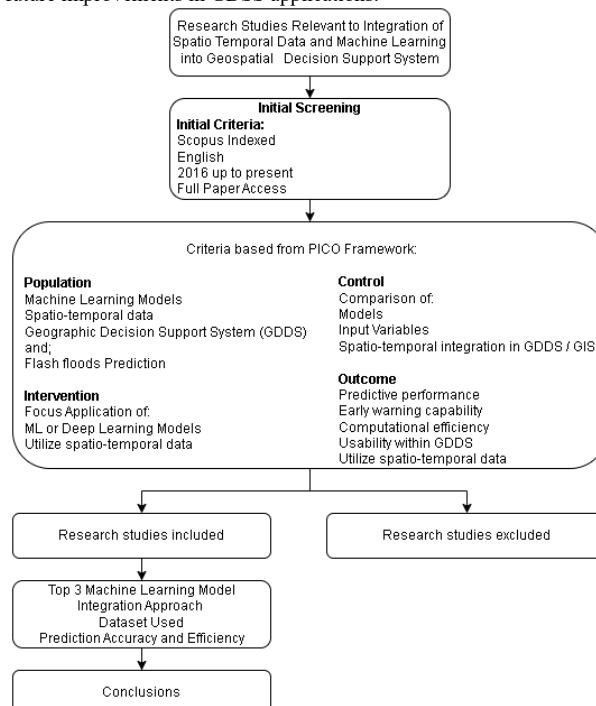 future improvements in GDSS applications.
Research Studies Relevant to Integration of
Spatio Temporal Data and Machine Learning
into Geospatial Decision Support System
Initial Screening
Initial Criteria:
Scopus Indexed
English
2016 up to present
Full Paper Access
Criteria based from PICO Framework:
Population
Machine Learning Models
Spatio-temporal data
Geographic Decision Support System (GDDS)
and;
Flash floods Prediction
Intervention
Focus Application of:
ML or Deep Learning Models
Utilize spatio-temporal data
Control
Comparison of:
Models
Input Variables
Spatio-temporal integration in GDDS / GIS
Outcome
Predictive performance
Early warning capability
Computational efficiency
Usability within GDDS
Utilize spatio-temporal data
Research studies included
Research studies excluded
Top 3 Machine Learning Model
Integration Approach
Dataset Used
Prediction Accuracy and Efficiency
Conclusions